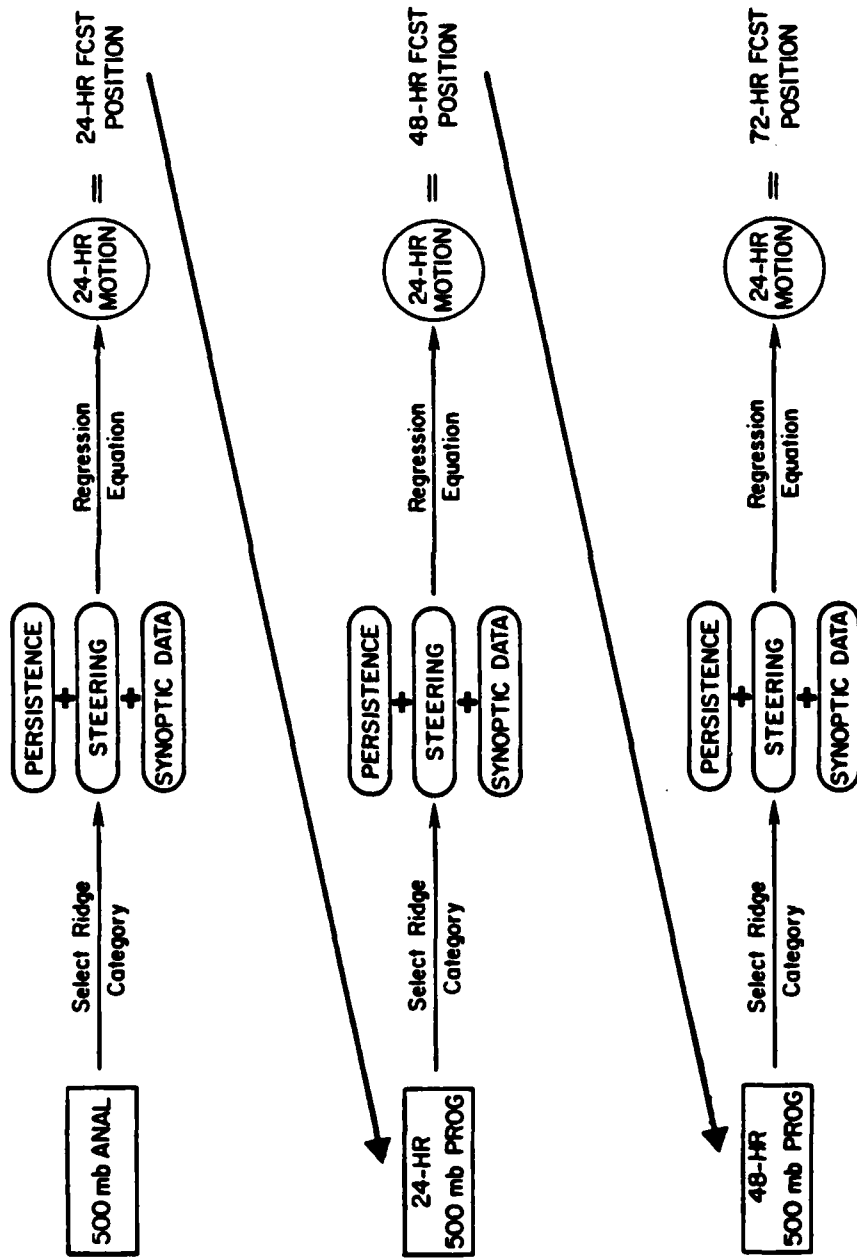 500 mb ANAL
Select Ridge
Category
PERSISTENCE
+
STEERING
+
SYNOPTIC DATA
Regression
Equation
24-HR
MOTION
=
24-HR FCST
POSITION
24-HR
500 mb PROG
Select Ridge
Category
PERSISTENCE
+
STEERING
+
SYNOPTIC DATA
Regression
Equation
24-HR
MOTION
=
48-HR FCST
POSITION
48-HR
500 mb PROG
Select Ridge
Category
PERSISTENCE
+
STEERING
+
SYNOPTIC DATA
Regression
Equation
24-HR
MOTION
=
72-HR FCST
POSITION